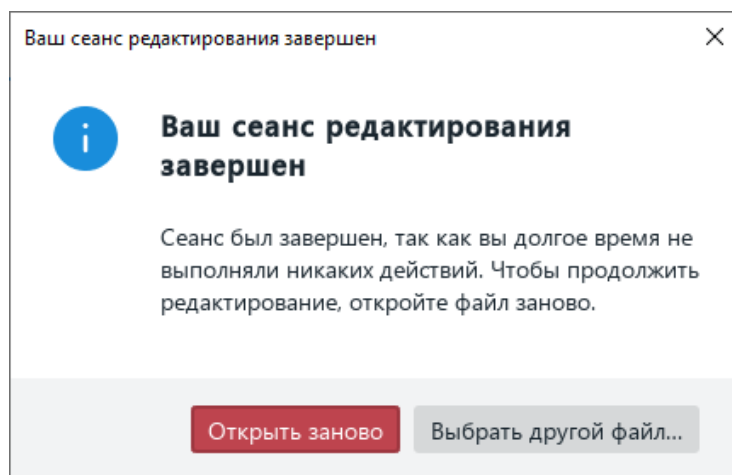 Ваш сеанс редактирования завершен
Ваш сеанс редактирования
завершен
Сеанс был завершен, так как вы долгое время не
выполняли никаких действий. Чтобы продолжить
редактирование, откройте файл заново.
Открыть заново
Выбрать другой файл...